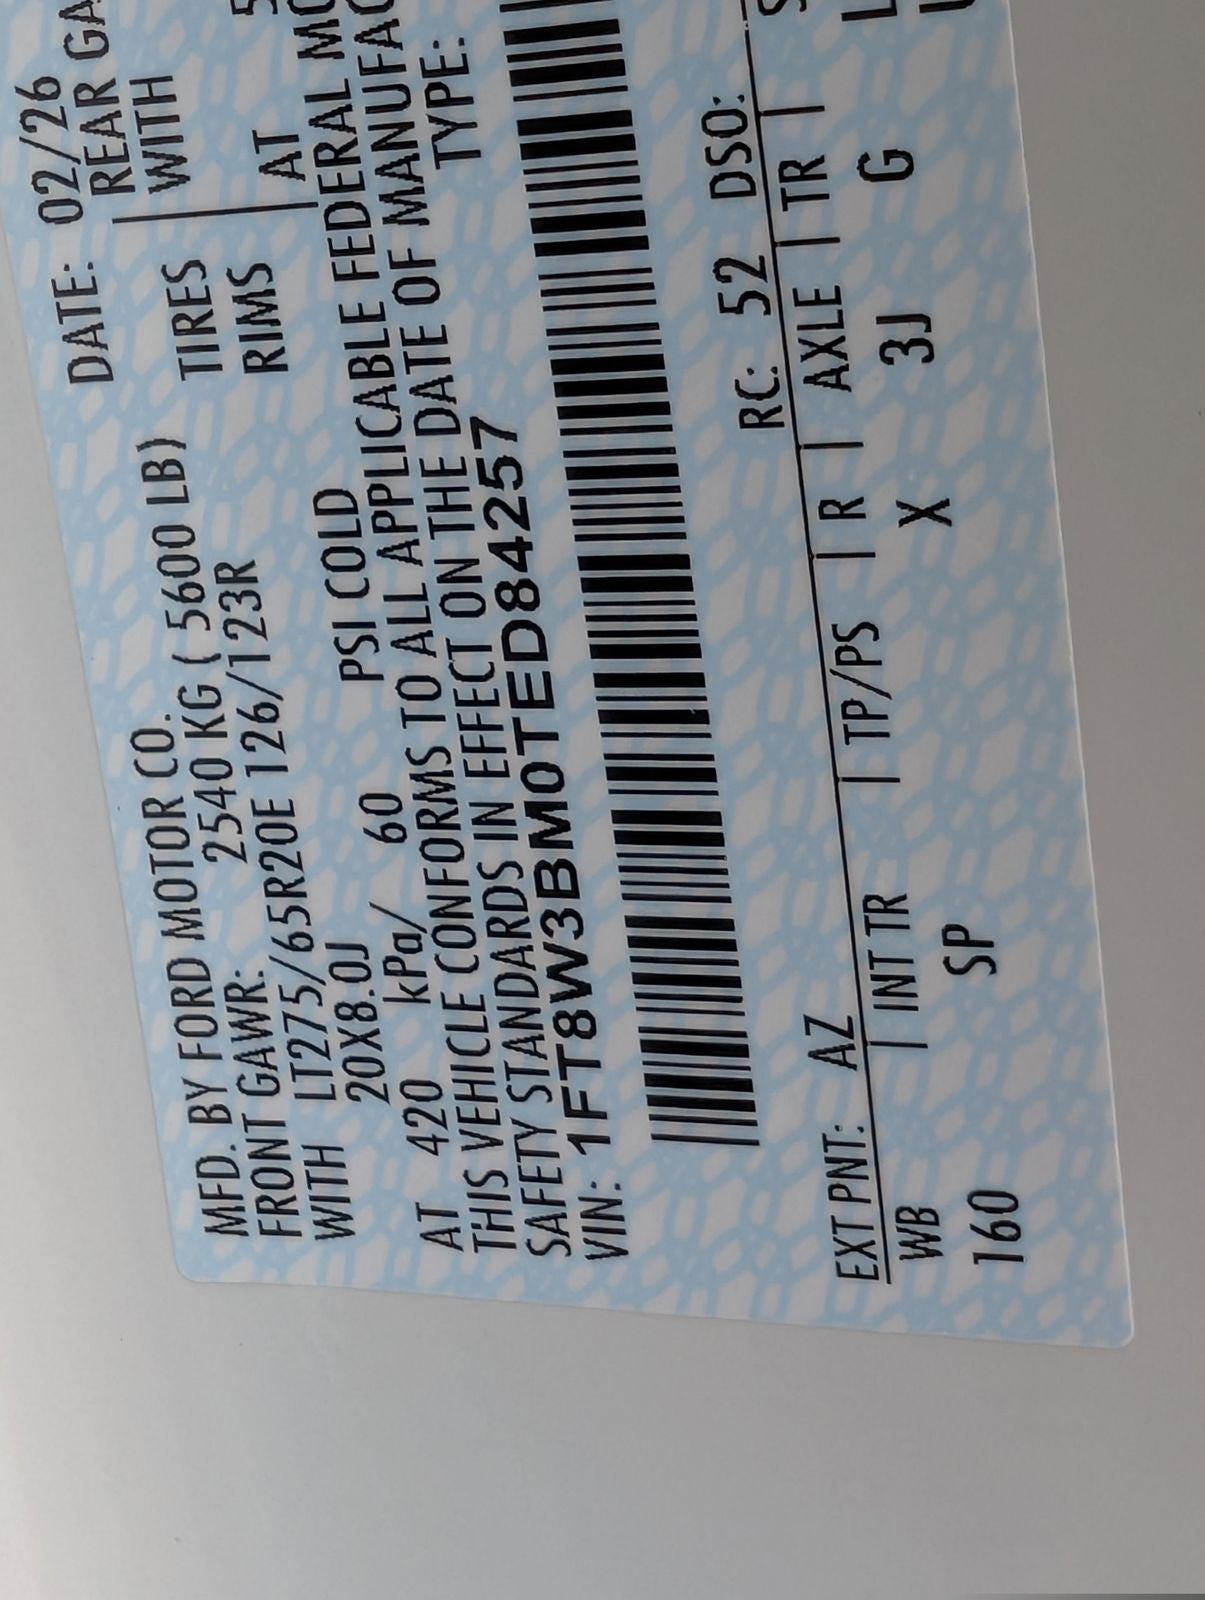 MFD. BY FORD MOTOR CO.
DATE: 02/26
FRONT GAWR:
REAR
2540 KG ( 5600 LB)
WITH LT275/65R20E 126/123R
TIRES
WITH
20X8.0J
RIMS
AT 420 kPa/ 60 PSI COLD
AT
THIS VEHICLE CONFORMS TO ALL APPLICABLE FEDERAL
SAFETY STANDARDS IN EFFECT ON THE DATE OF
VIN: 1FT8W3BM0TED84257
TYPE:
RC: 52 DSO:
EXT PNT: AZ
WB | INT TR | TP/PS | R | AXLE | TR |
160 SP X 3J G